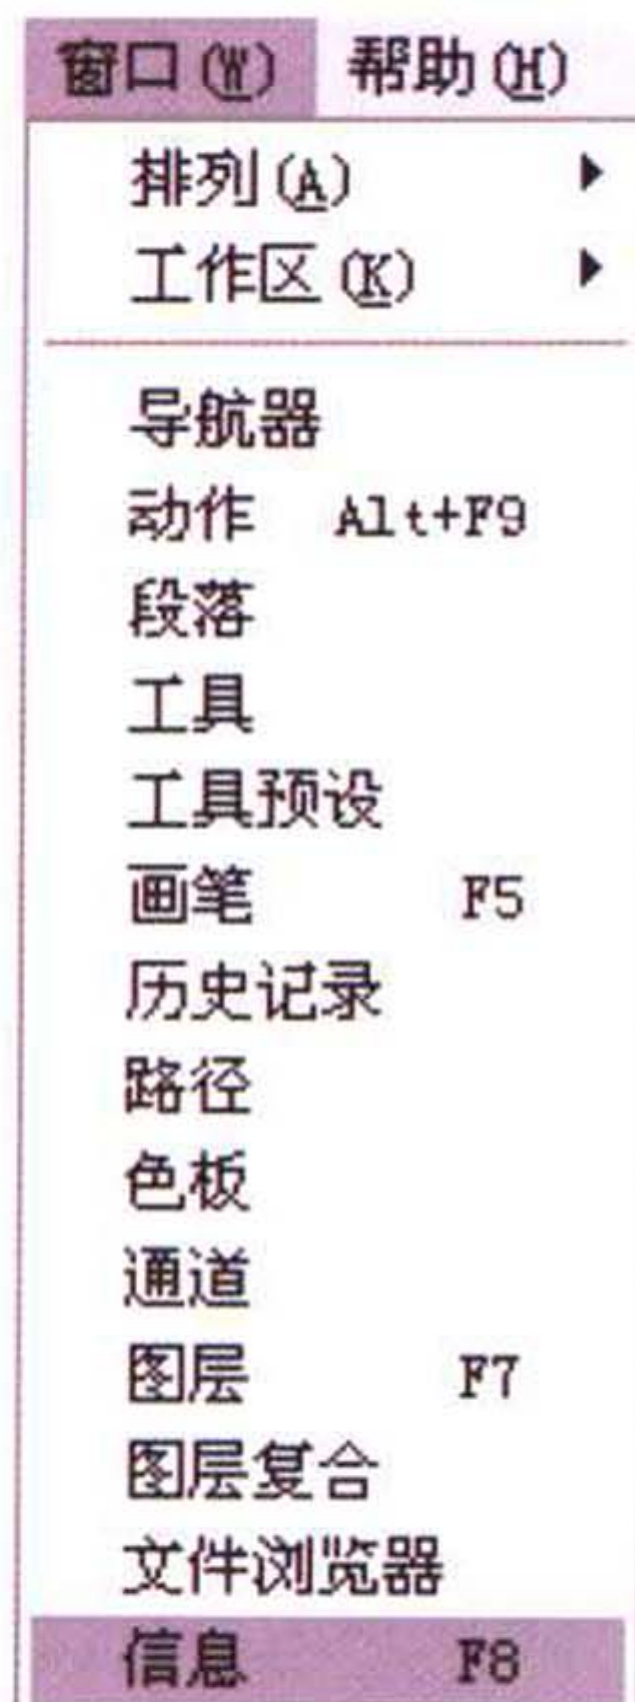 窗口(W) 帮助(H)
排列(A)
工作区(K)
导航器
动作 Alt+F9
段落
工具
工具预设
画笔 F5
历史记录
路径
色板
通道
图层 F7
图层复合
文件浏览器
信息 F8